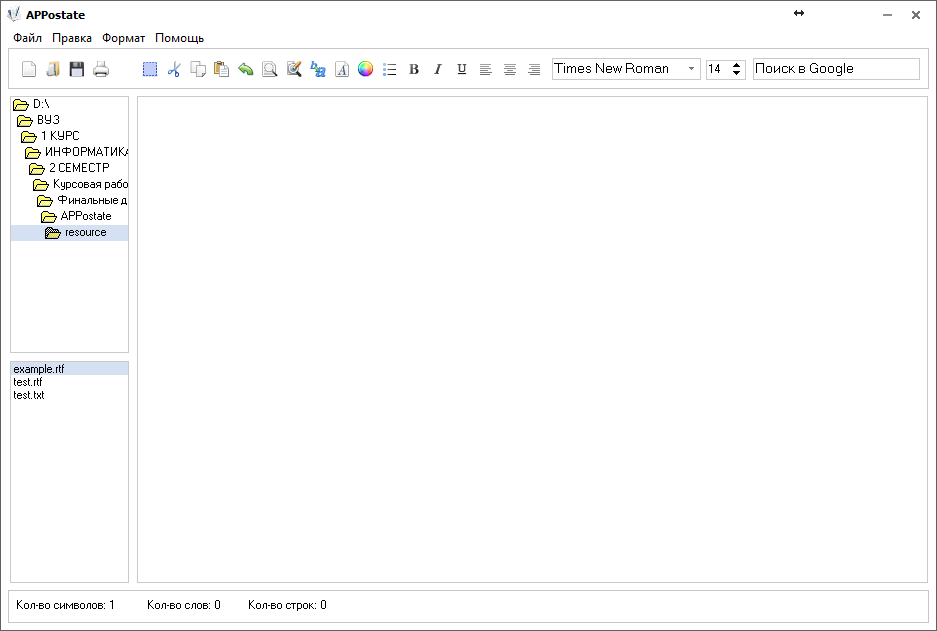 APPostate
Файл Правка Формат Помощь
B I U Times New Roman 14 Поиск в Google
D:\
ВУЗ
1 КУРС
ИНФОРМАТИКА
2 СЕМЕСТР
Курсовая рабо
Финальные д
APPostate
resource
example.rtf
test.rtf
test.txt
Кол-во символов: 1 Кол-во слов: 0 Кол-во строк: 0